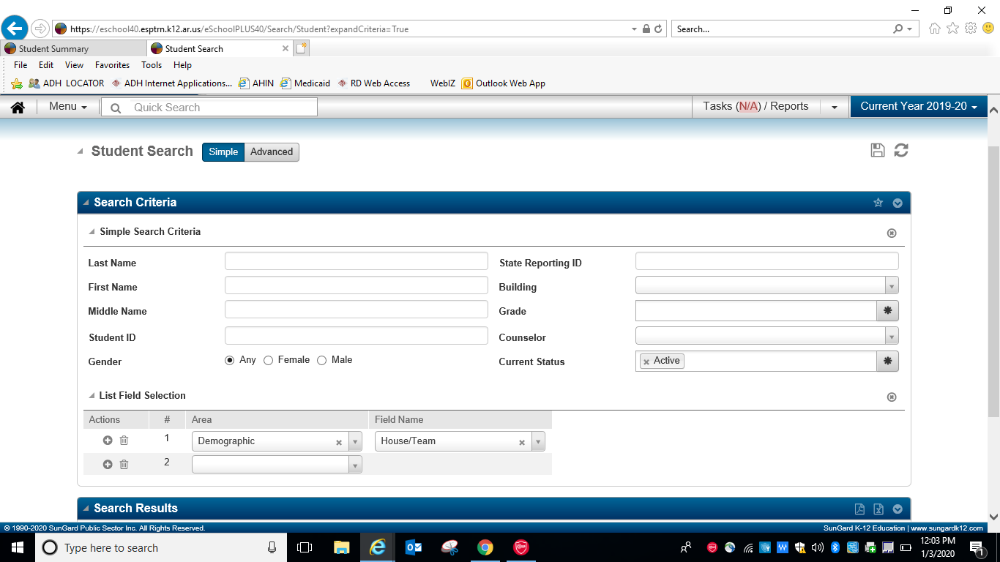 https://eschool40.esptrn.k12.ar.us/eSchoolPLUS40/Search/Student?expandCriteria=True
Search...
Student Summary
Student Search
File Edit View Favorites Tools Help
ADH LOCATOR ADH Internet Applications... AHIN Medicaid RD Web Access WebIZ Outlook Web App
Menu Quick Search Tasks (N/A) / Reports Current Year 2019-20
Student Search Simple Advanced
Search Criteria
Simple Search Criteria
Last Name State Reporting ID
First Name Building
Middle Name Grade
Student ID Counselor
Gender Any Female Male Current Status Active
List Field Selection
Actions # Area Field Name
1 Demographic House/Team
2
Search Results
© 1990-2020 SunGard Public Sector Inc. All Rights Reserved. SunGard K-12 Education | www.sungardk12.com
Type here to search
12:03 PM
1/3/2020
1